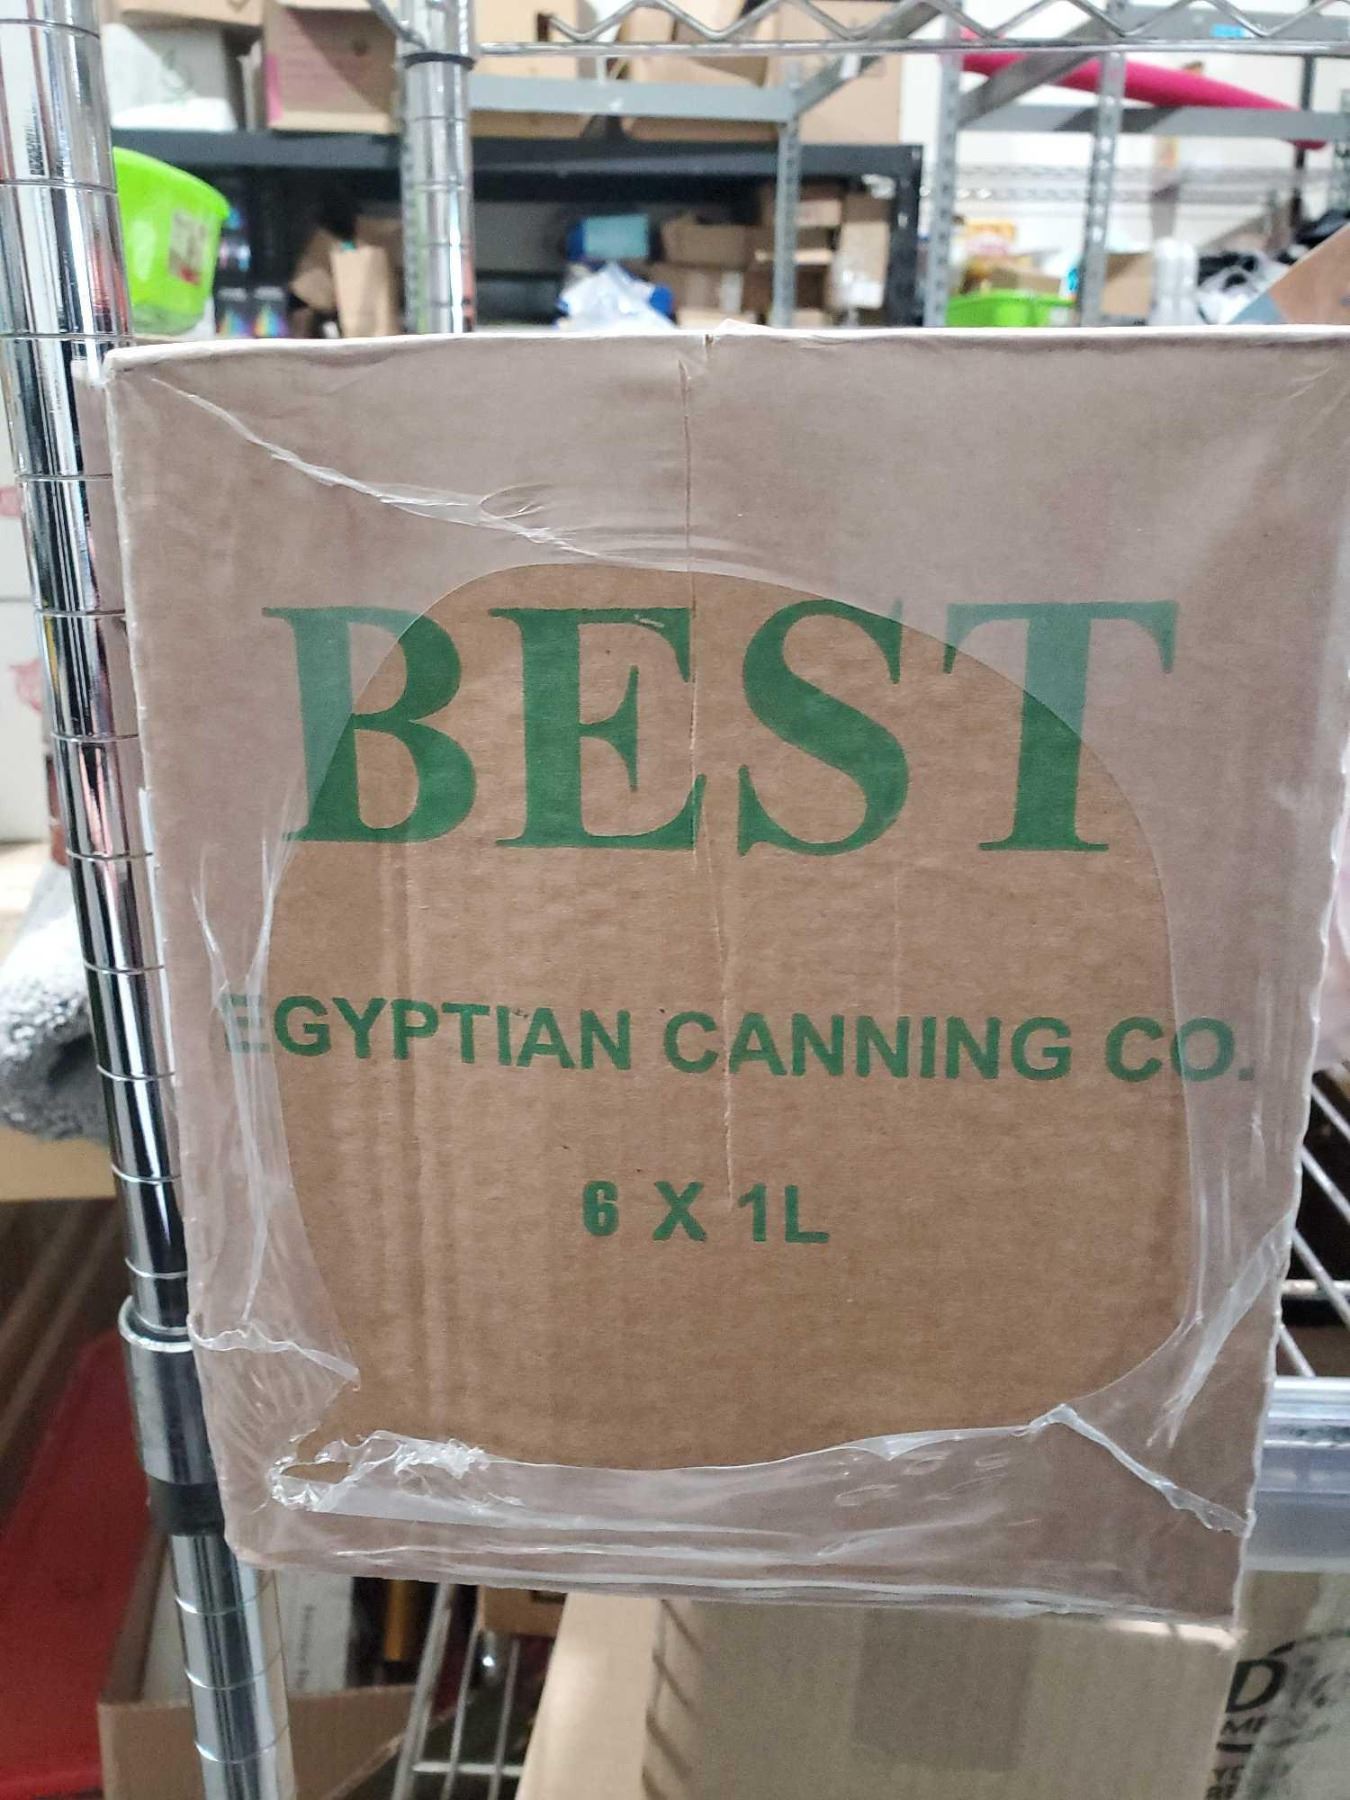 BEST
EGYPTIAN CANNING CO.
6 X 1L